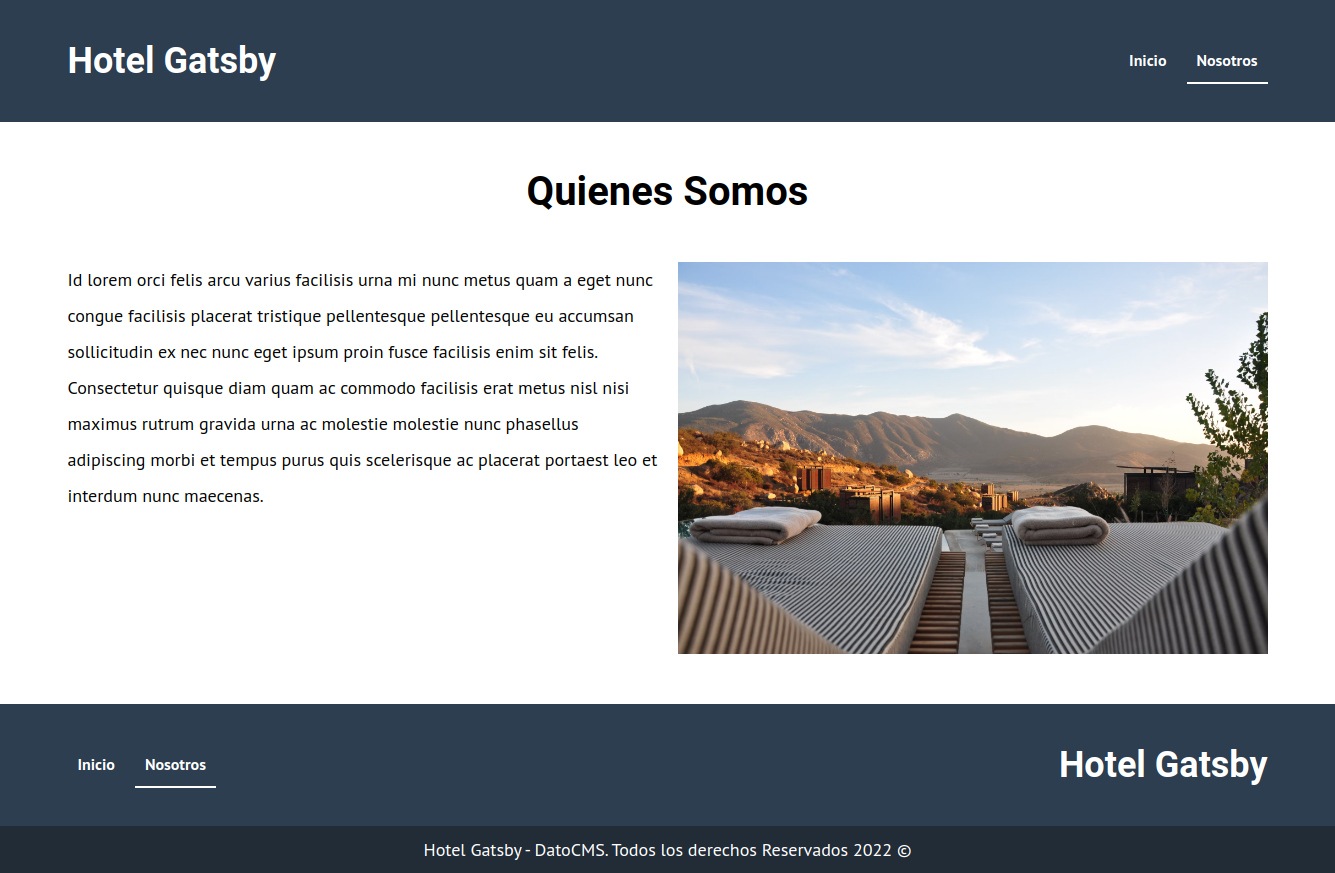 Hotel Gatsby
Inicio Nosotros
Quienes Somos
Id lorem orci felis arcu varius facilisis urna mi nunc metus quam a eget nunc
congue facilisis placerat tristique pellentesque pellentesque eu accumsan
sollicitudin ex nec nunc eget ipsum proin fusce facilisis enim sit felis.
Consectetur quisque diam quam ac commodo facilisis erat metus nisl nisi
maximus rutrum gravida urna ac molestie molestie nunc phasellus
adipiscing morbi et tempus purus quis scelerisque ac placerat portaest leo et
interdum nunc maecenas.
Inicio Nosotros
Hotel Gatsby
Hotel Gatsby - DatoCMS. Todos los derechos Reservados 2022 ©